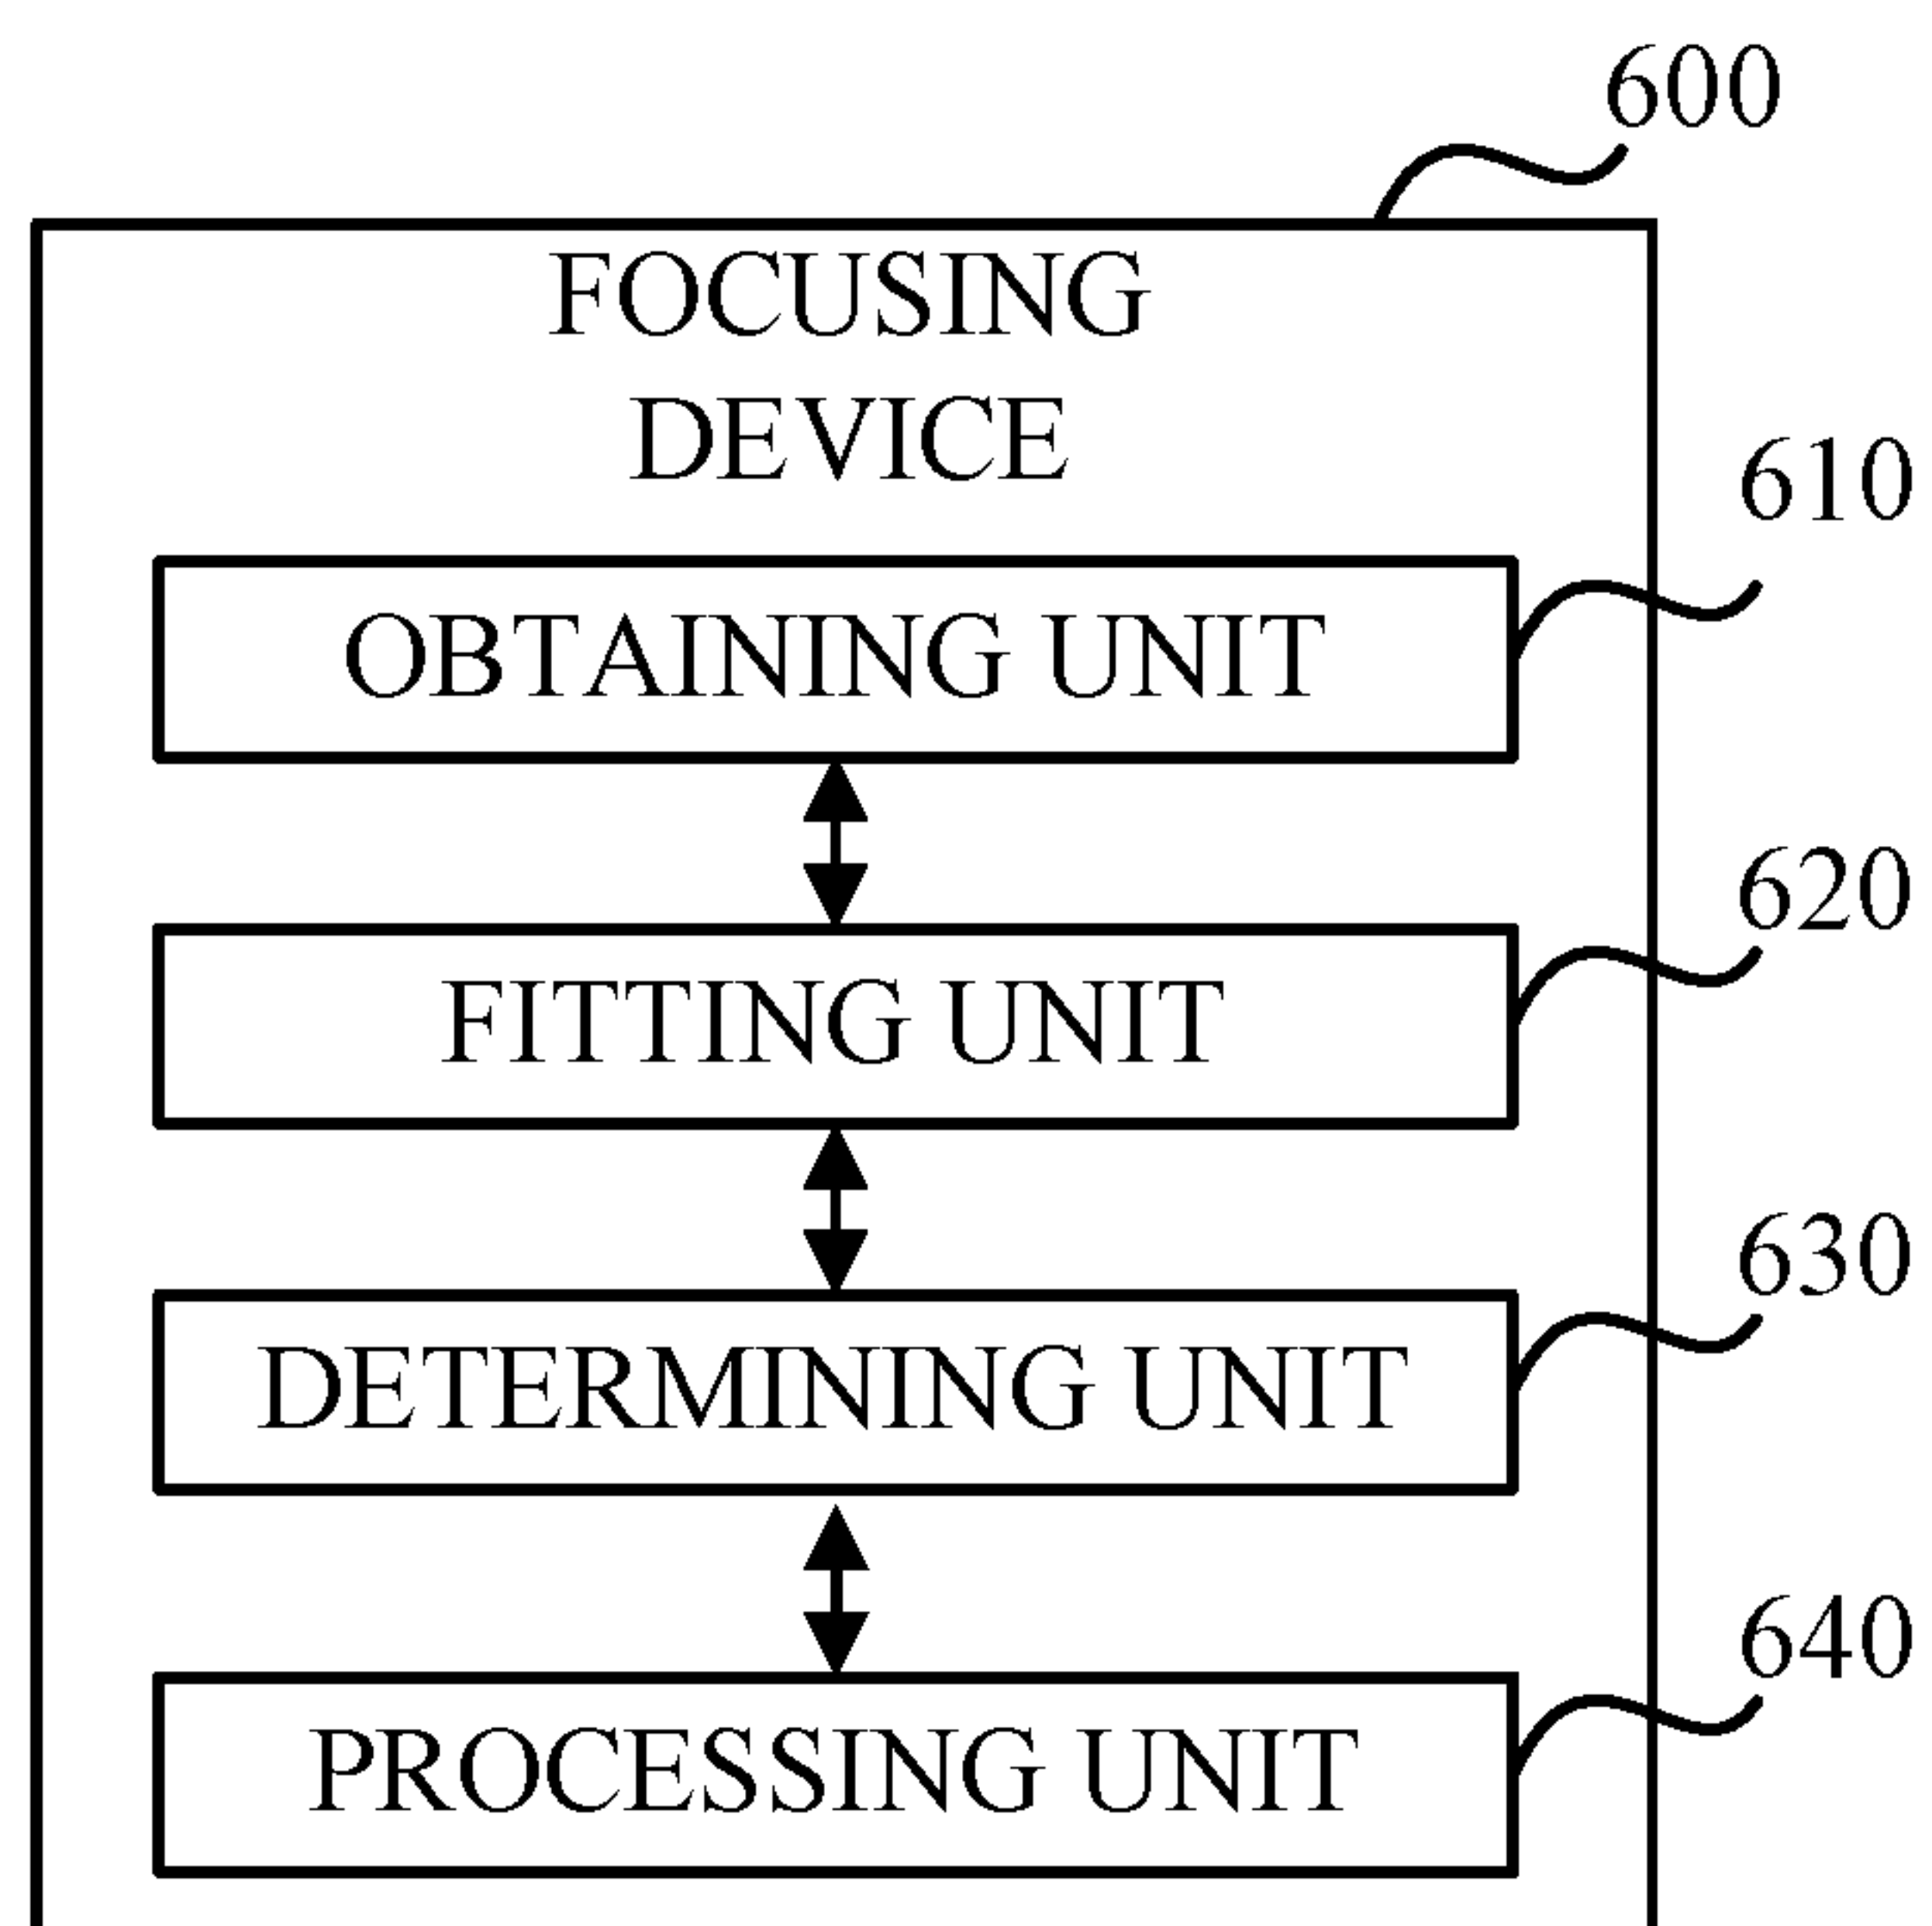 600
FOCUSING
DEVICE
610
OBTAINING UNIT
620
FITTING UNIT
630
DETERMINING UNIT
640
PROCESSING UNIT